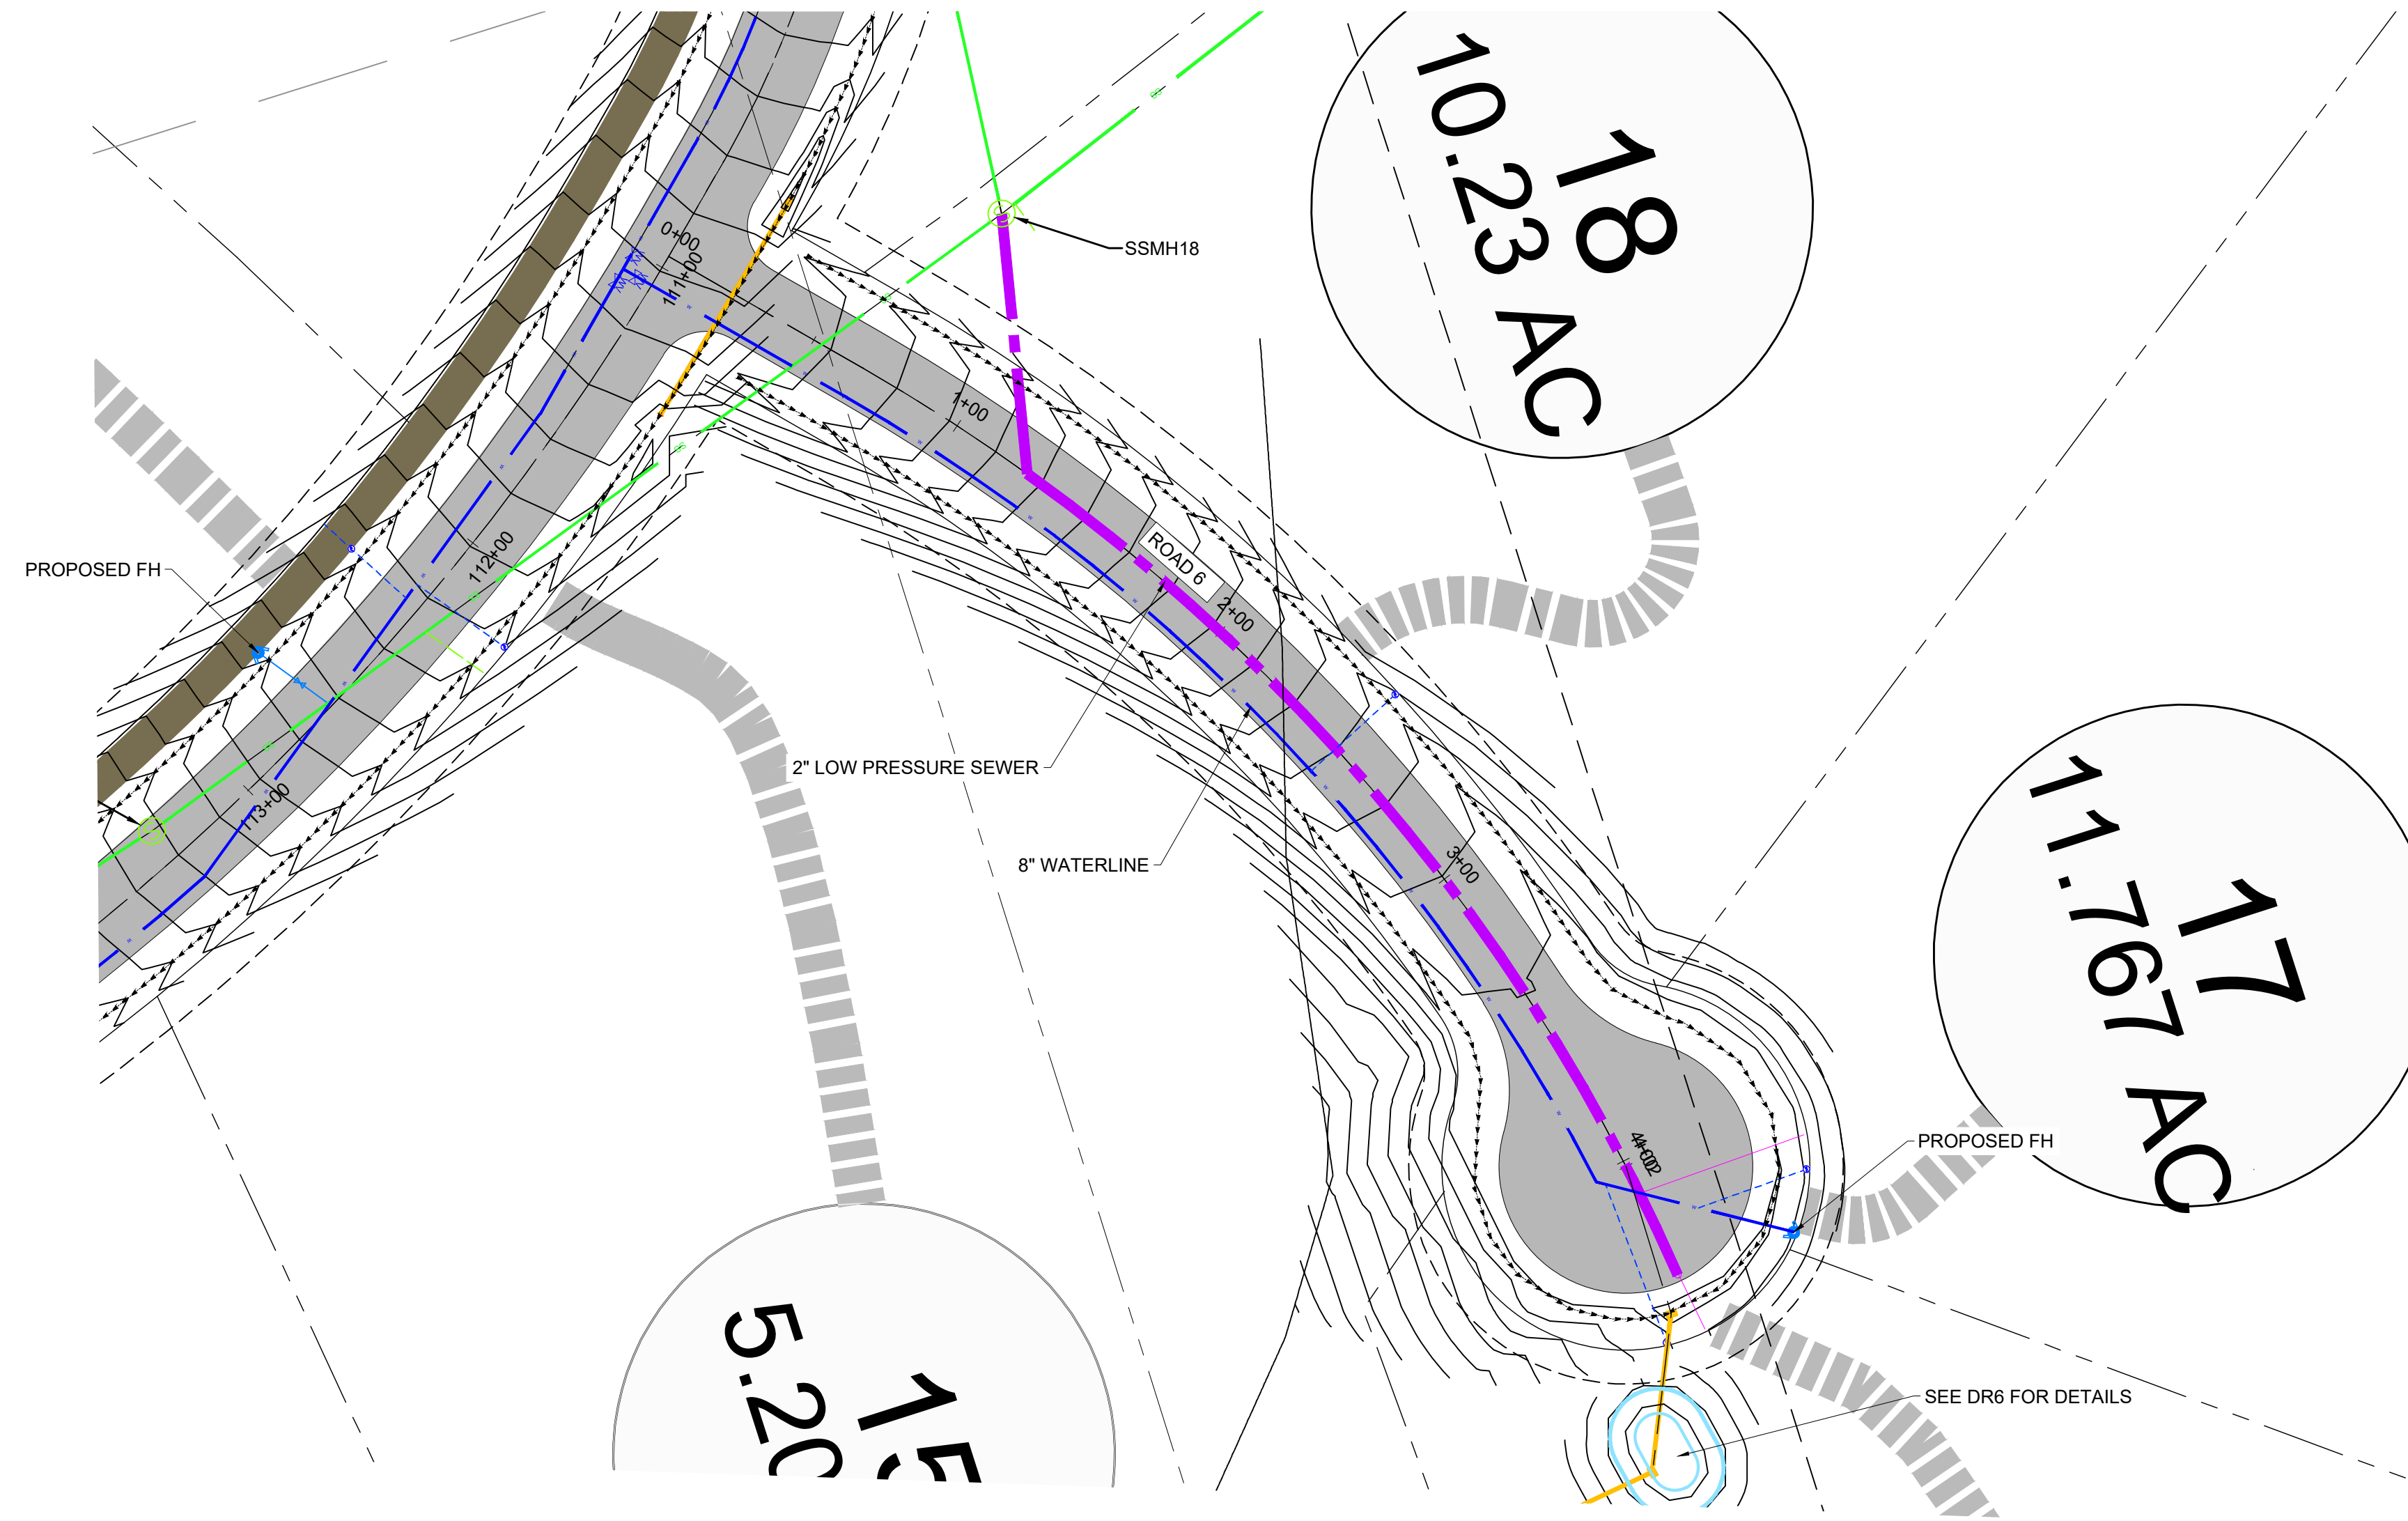 18
10.23 AC
SSMH18
0+00
111+00
1+00
ROAD 6
2+00
112+00
PROPOSED FH
2" LOW PRESSURE SEWER
8" WATERLINE
113+00
3+00
17
11.767 AC
PROPOSED FH
SEE DR6 FOR DETAILS
15
5.20